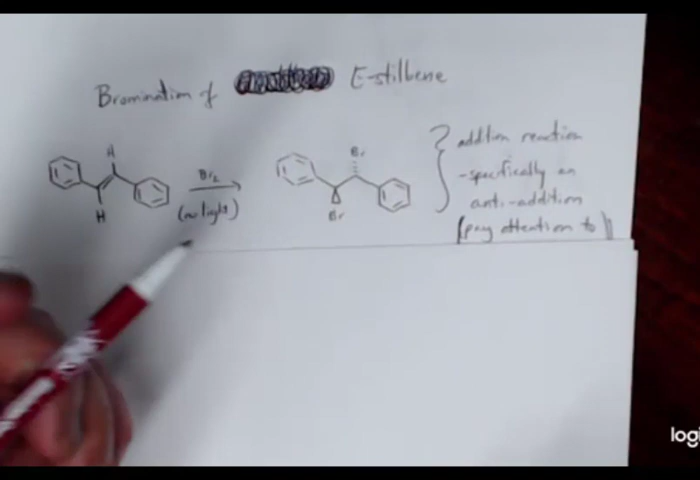 Bromination of E-stilbene
H
Br₂
(no light)
H
Br
Br
addition reaction
-specifically an
anti-addition
(pay attention to
logi